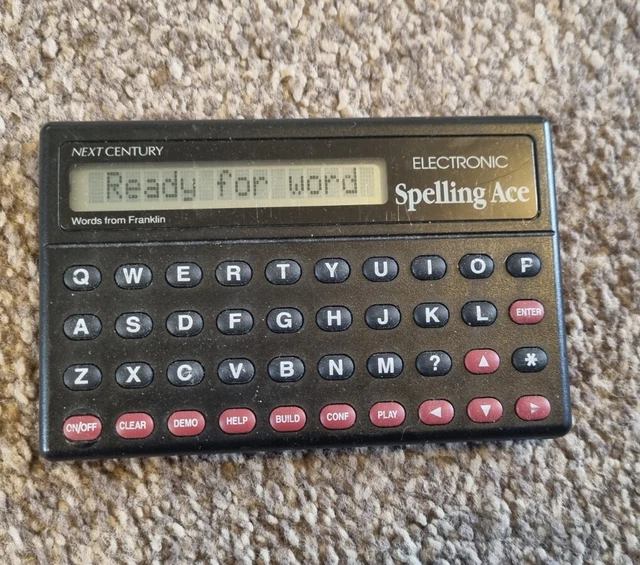 NEXT CENTURY
ELECTRONIC
Ready for word
Spelling Ace
Words from Franklin
Q W E R T Y U I O P
A S D F G H J K L ENTER
Z X C V B N M ? ▲ *
ON/OFF CLEAR DEMO HELP BUILD CONF PLAY ◄ ▼ ►